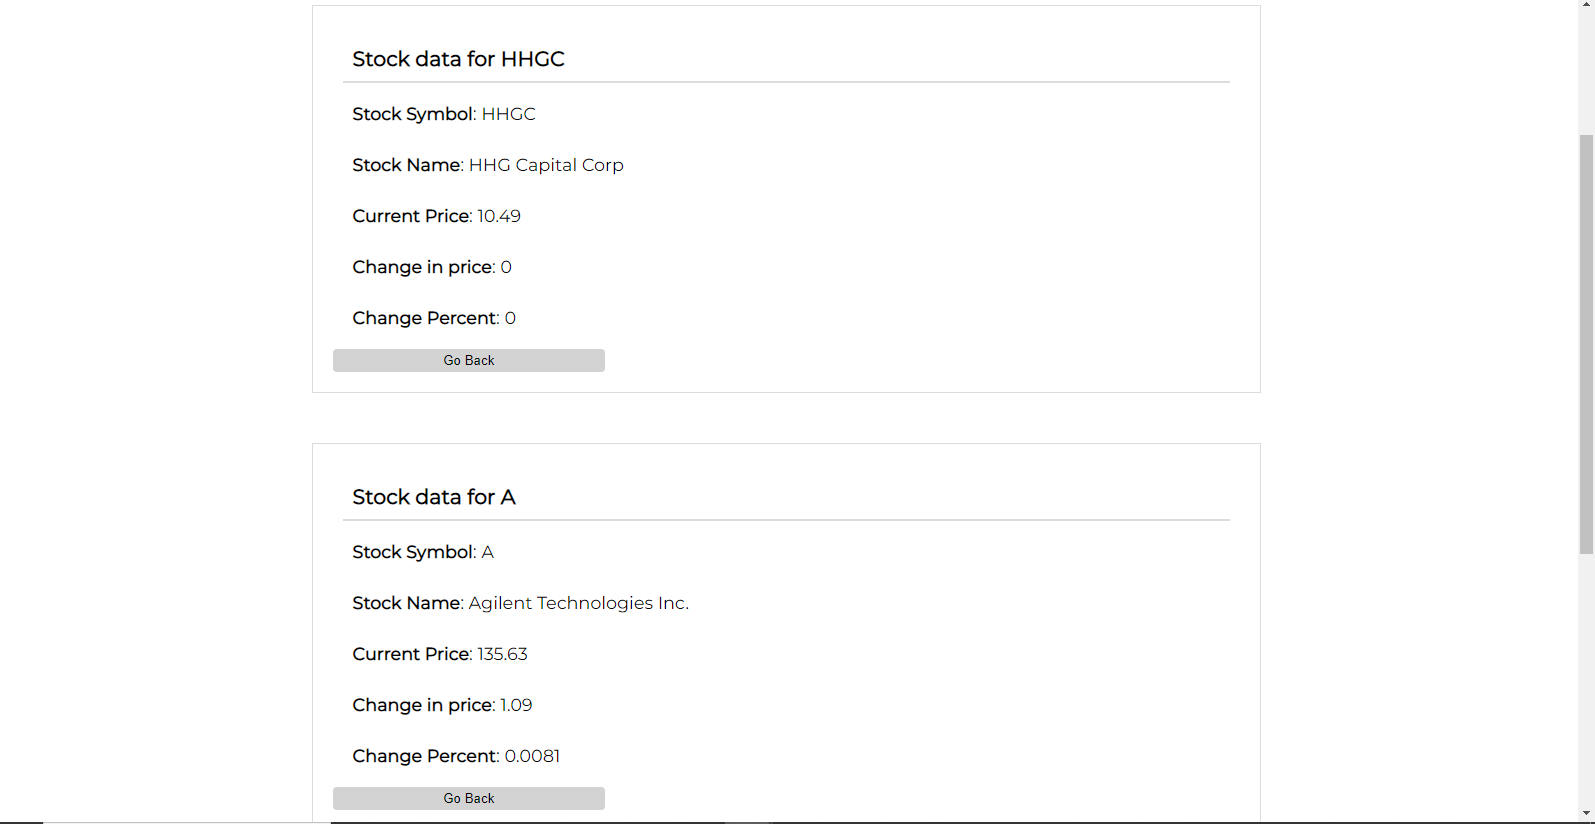 Stock data for HHGC
Stock Symbol: HHGC
Stock Name: HHG Capital Corp
Current Price: 10.49
Change in price: 0
Change Percent: 0
Go Back
Stock data for A
Stock Symbol: A
Stock Name: Agilent Technologies Inc.
Current Price: 135.63
Change in price: 1.09
Change Percent: 0.0081
Go Back